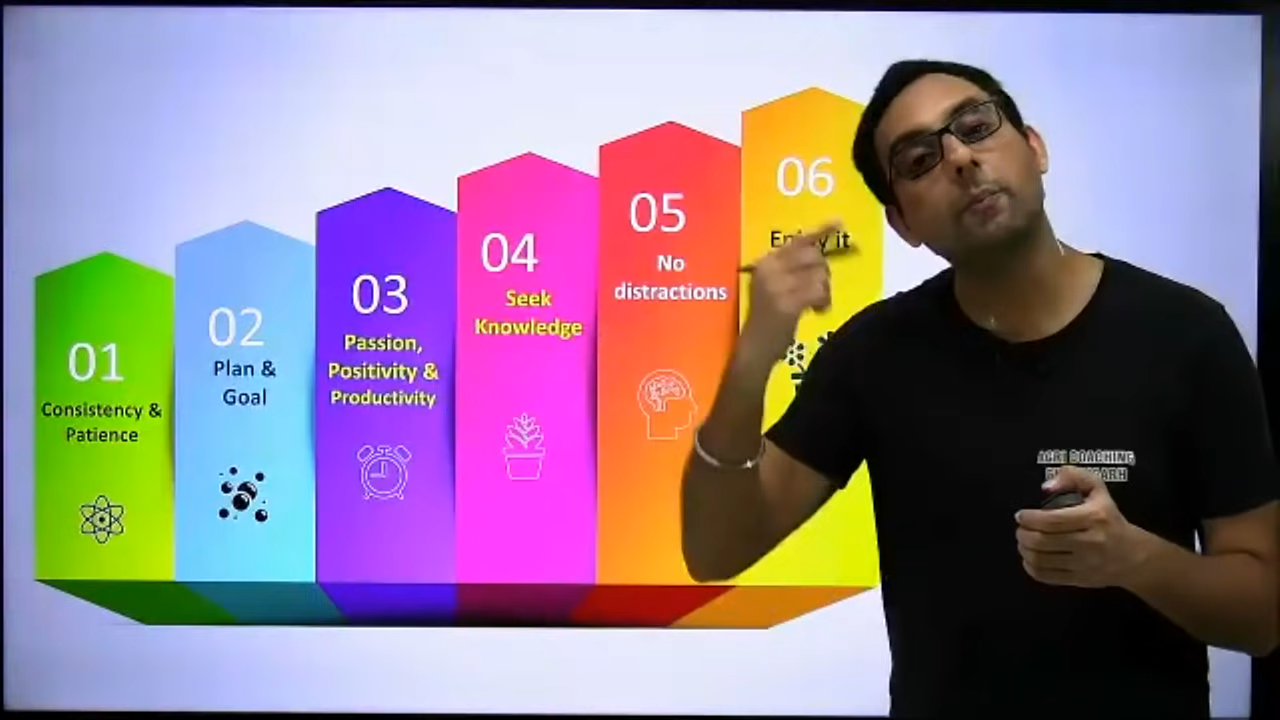 01
Consistency &
Patience
02
Plan &
Goal
03
Passion,
Positivity &
Productivity
04
Seek
Knowledge
05
No
distractions
06
Enjoy it
AGRI COACHING